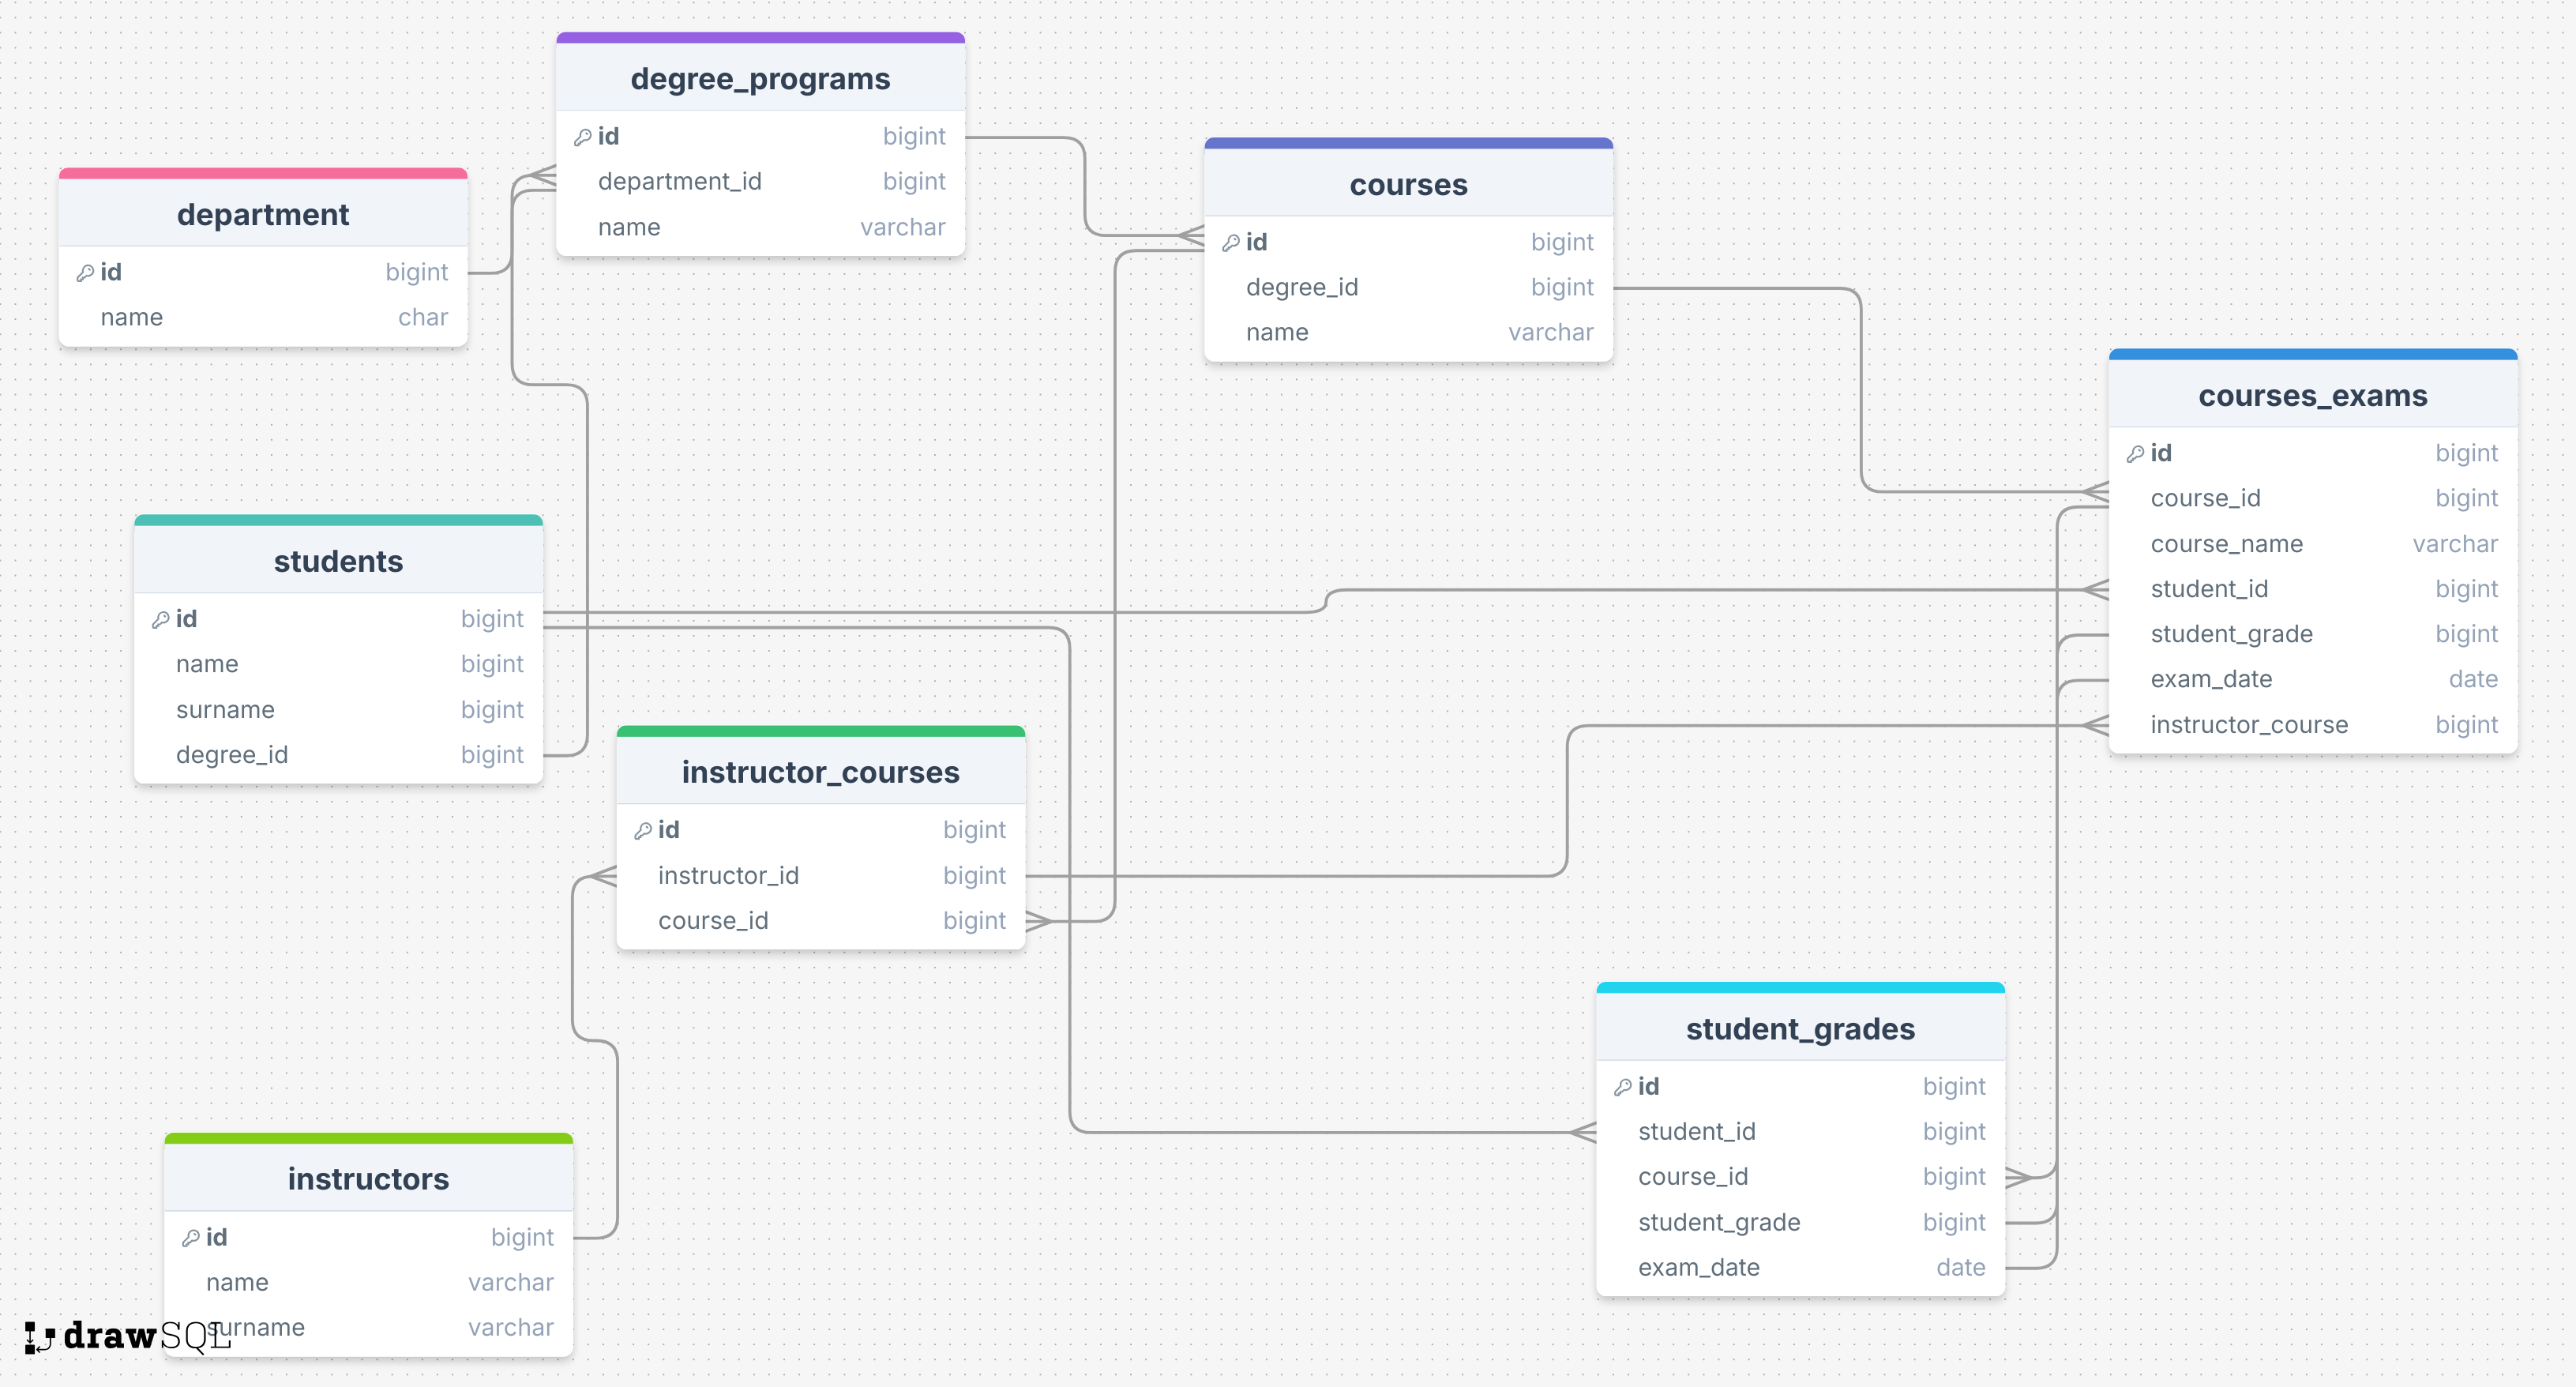 degree_programs
id bigint
department_id bigint
name varchar
department
id bigint
name char
courses
id bigint
degree_id bigint
name varchar
courses_exams
id bigint
course_id bigint
course_name varchar
student_id bigint
student_grade bigint
exam_date date
instructor_course bigint
students
id bigint
name bigint
surname bigint
degree_id bigint
instructor_courses
id bigint
instructor_id bigint
course_id bigint
student_grades
id bigint
student_id bigint
course_id bigint
student_grade bigint
exam_date date
instructors
id bigint
name varchar
surname varchar
drawSQL